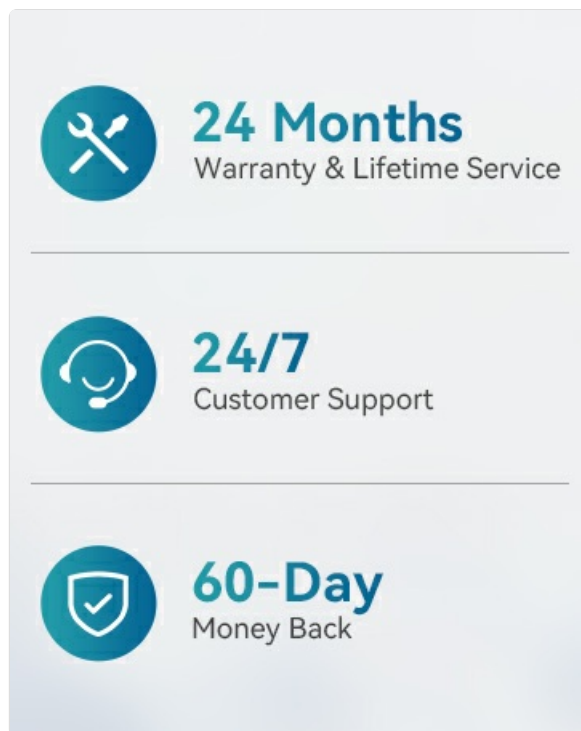 24 Months
Warranty & Lifetime Service
24/7
Customer Support
60-Day
Money Back